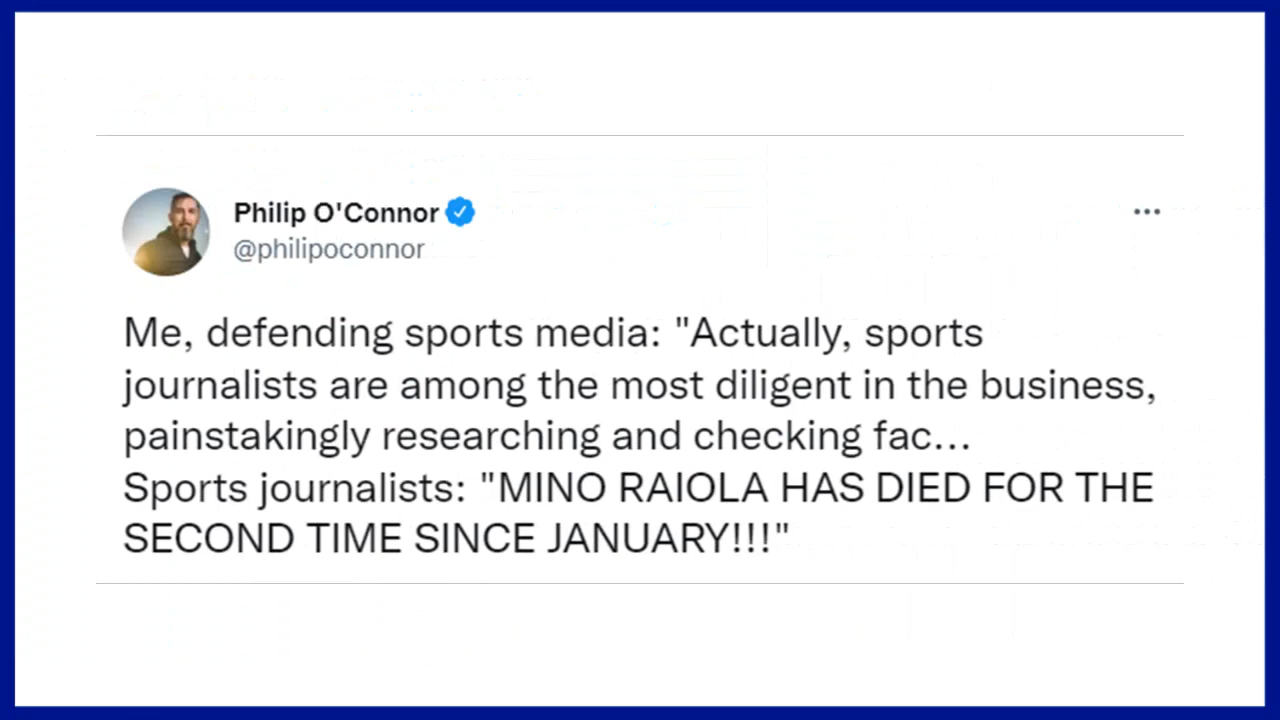 Philip O'Connor
@philipoconnor
Me, defending sports media: "Actually, sports
journalists are among the most diligent in the business,
painstakingly researching and checking fac...
Sports journalists: "MINO RAIOLA HAS DIED FOR THE
SECOND TIME SINCE JANUARY!!!"